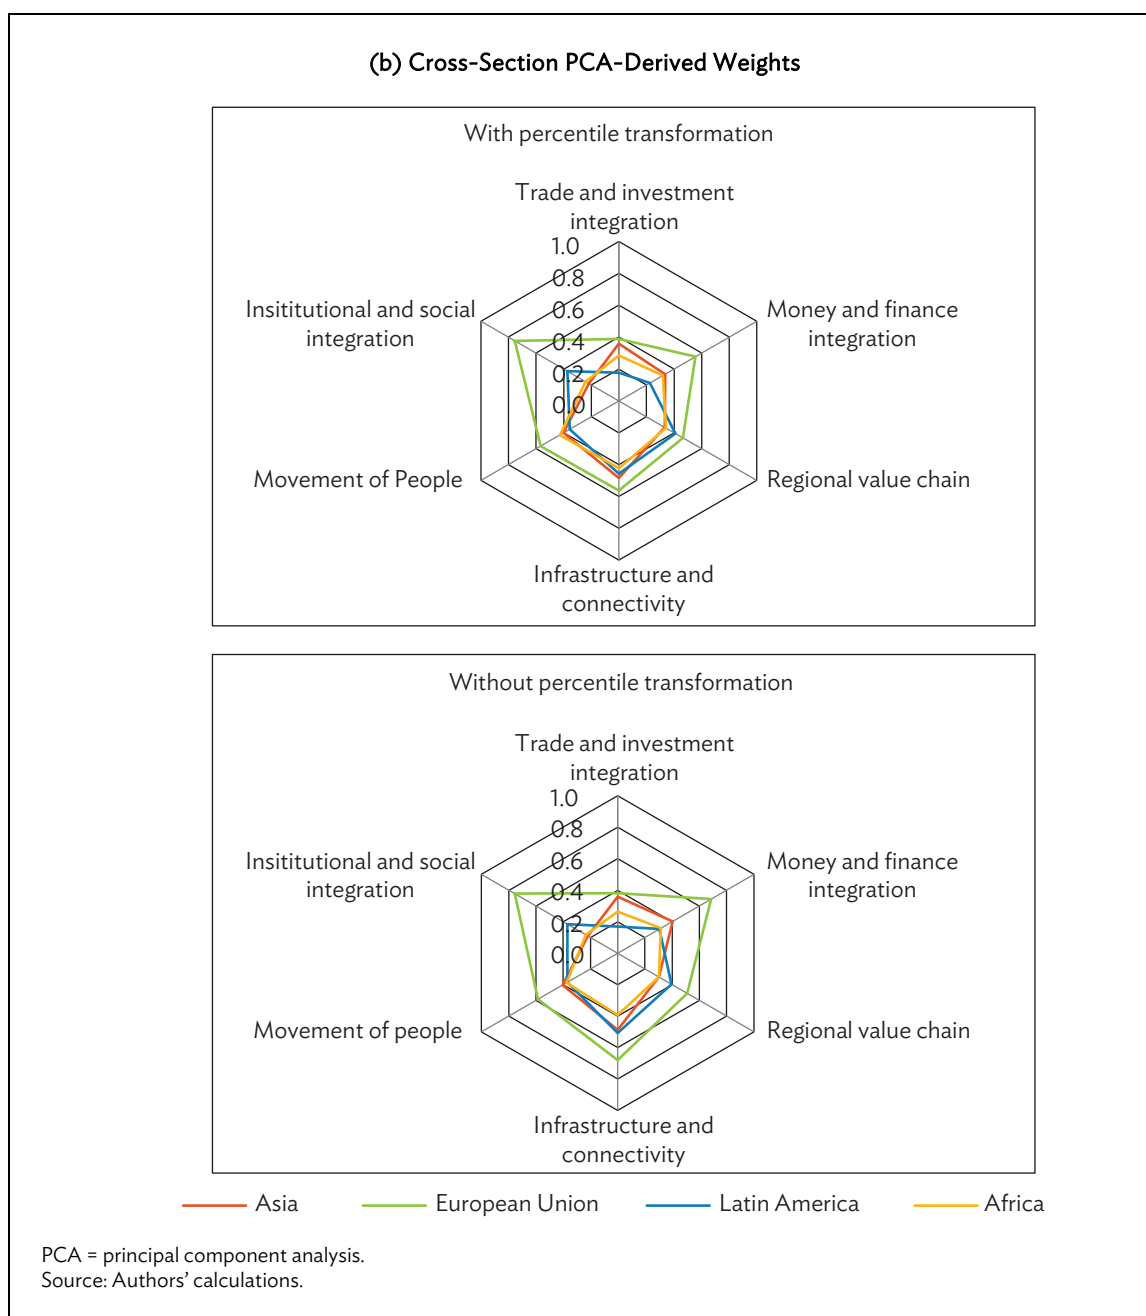 (b) Cross-Section PCA-Derived Weights
With percentile transformation
Trade and investment
integration
1.0
0.8
0.6
0.4
0.2
0.0
Insititutional and social
integration
Money and finance
integration
Movement of People
Regional value chain
Infrastructure and
connectivity
Without percentile transformation
Trade and investment
integration
1.0
0.8
0.6
0.4
0.2
0.0
Insititutional and social
integration
Money and finance
integration
Movement of people
Regional value chain
Infrastructure and
connectivity
Asia
European Union
Latin America
Africa
PCA = principal component analysis.
Source: Authors’ calculations.